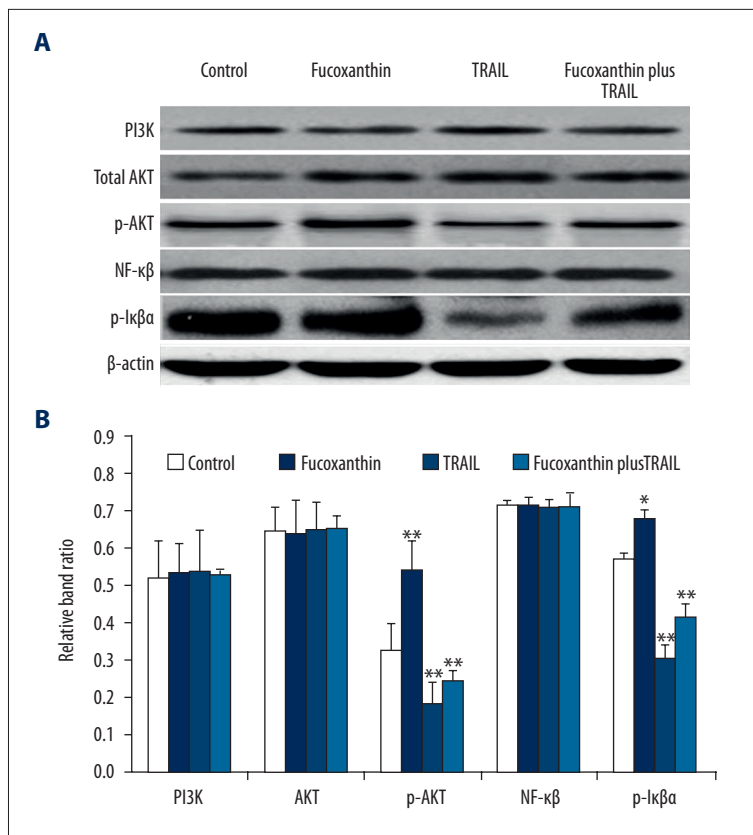 A
Control Fucoxanthin TRAIL Fucoxanthin plus
TRAIL
PI3K
Total AKT
p-AKT
NF-κβ
p-Iκβα
β-actin
B
0.9
0.8
0.7
0.6
0.5
0.4
0.3
0.2
0.1
0.0
Relative band ratio
Control Fucoxanthin TRAIL Fucoxanthin plusTRAIL
** ** ** * ** **
PI3K AKT p-AKT NF-κβ p-Iκβα